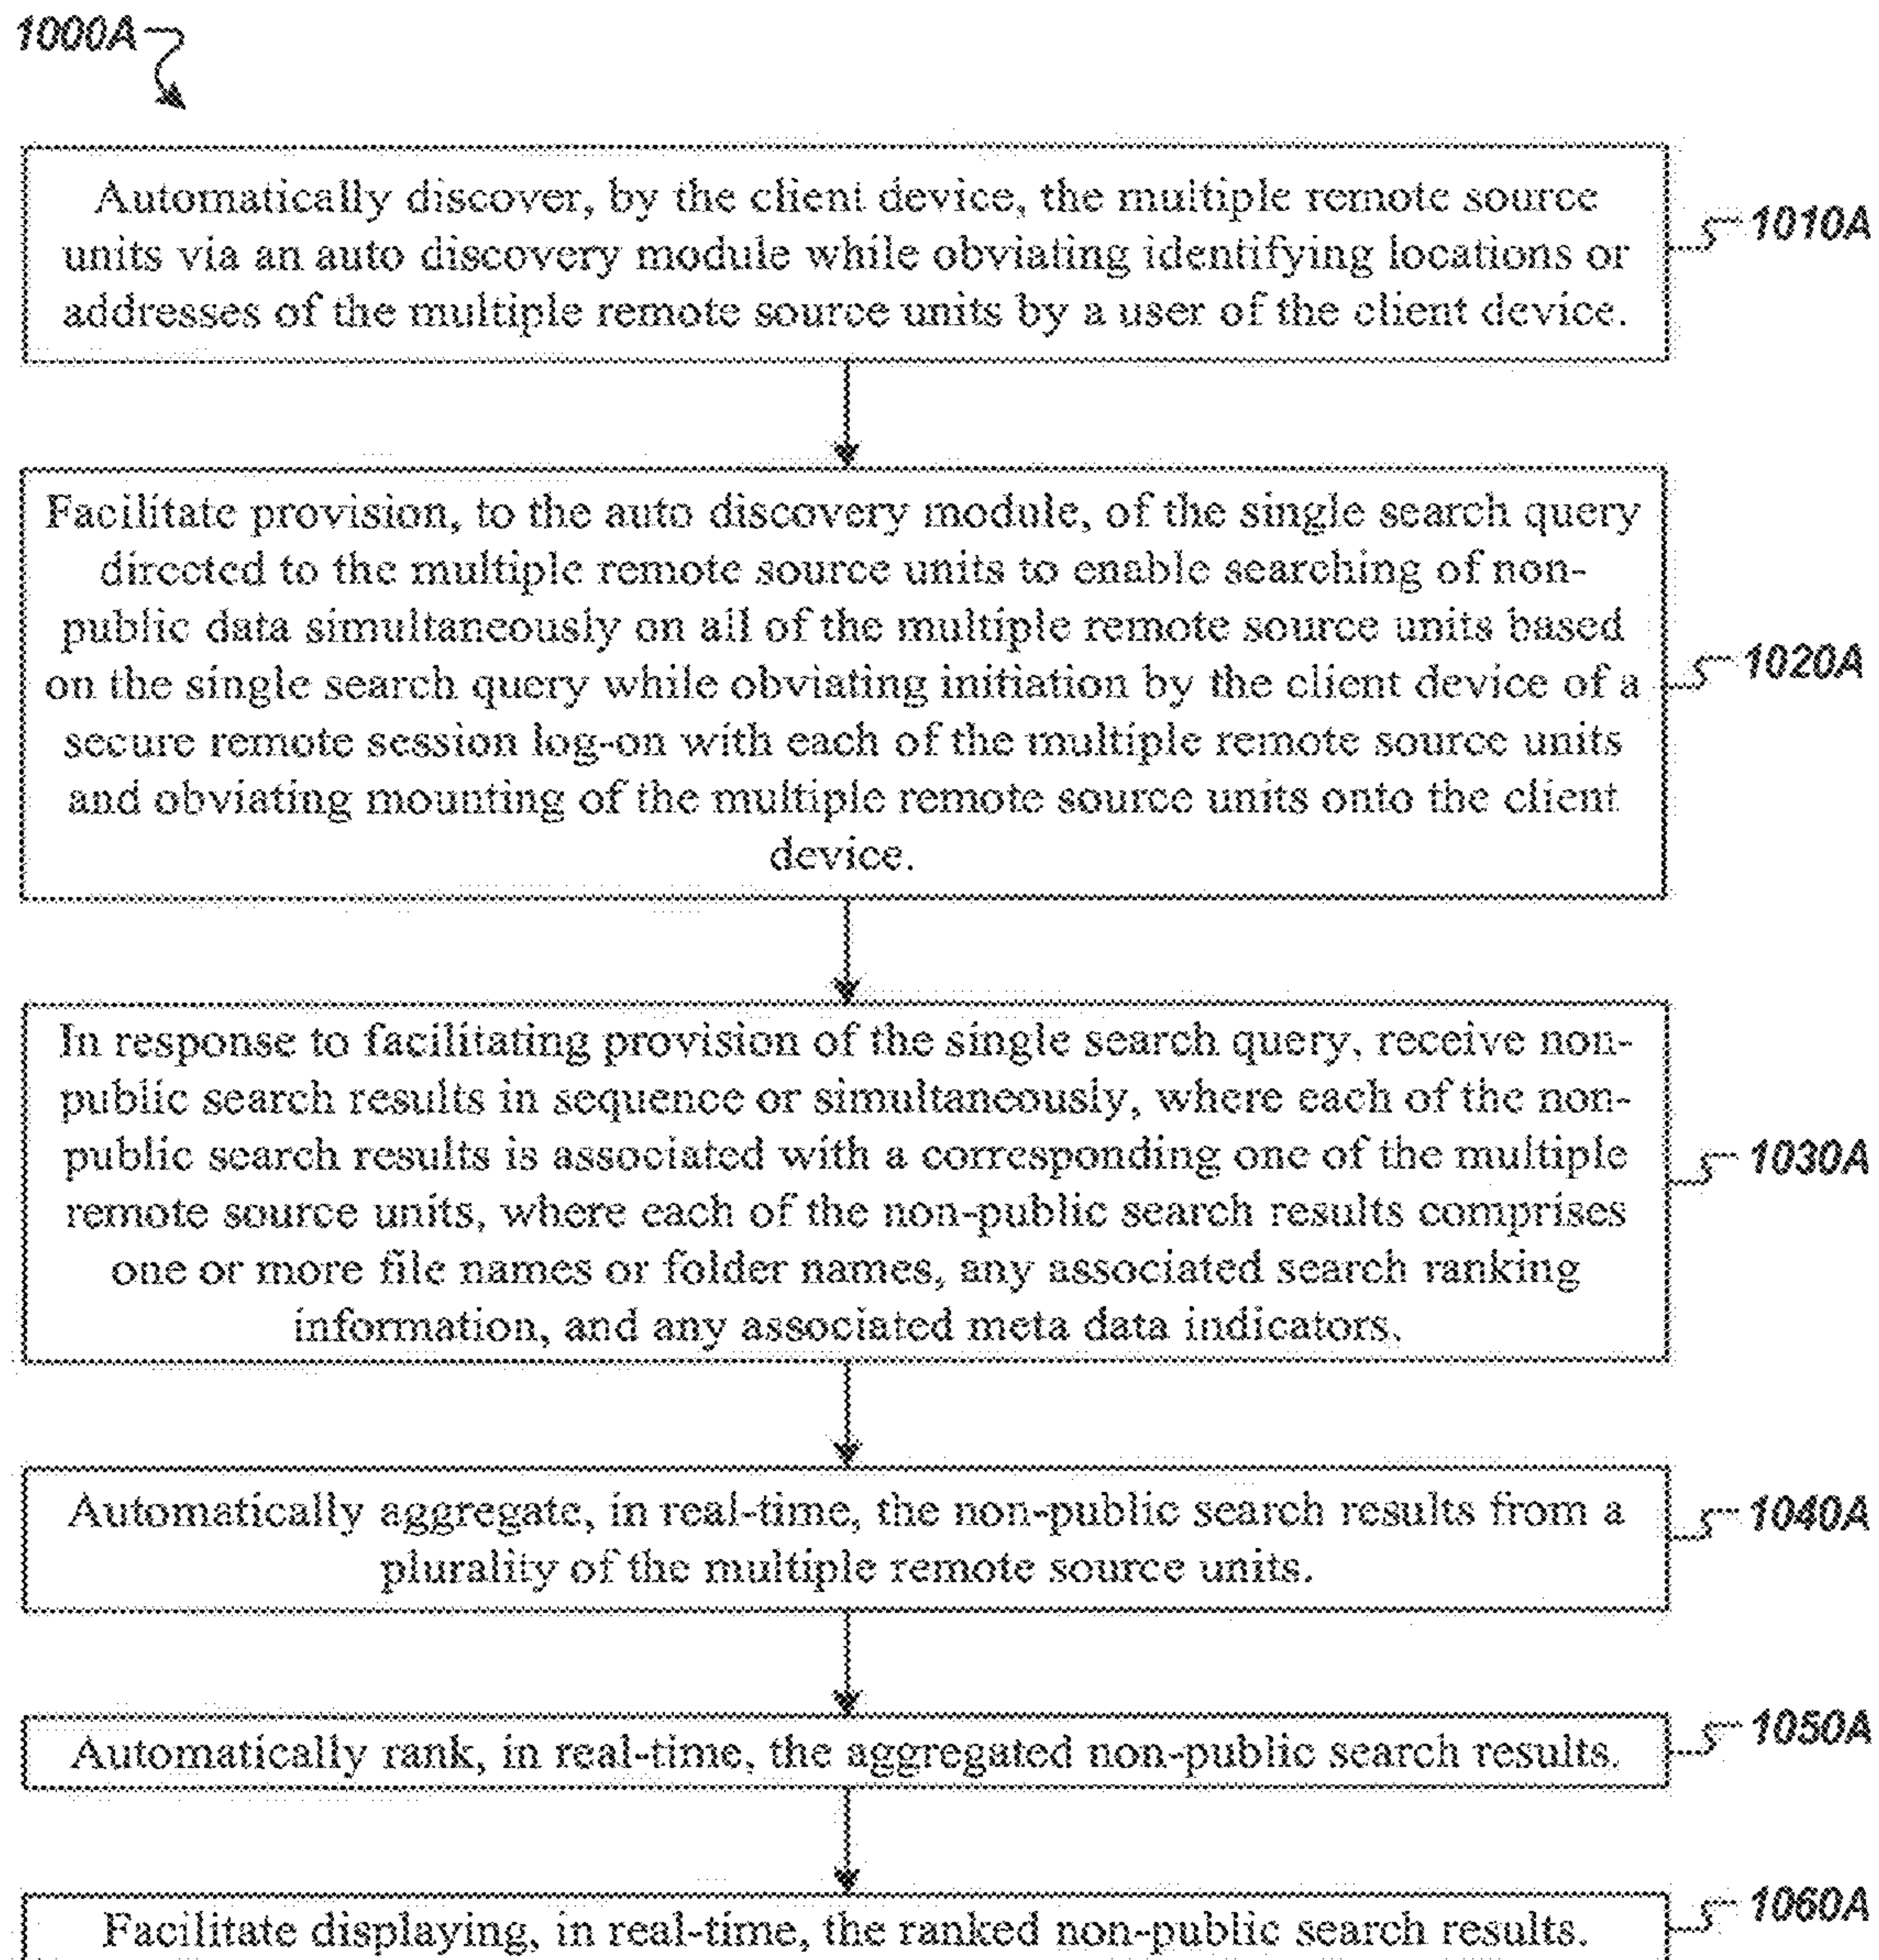 1000A
Automatically discover, by the client device, the multiple remote source
units via an auto discovery module while obviating identifying locations or
addresses of the multiple remote source units by a user of the client device.
1010A
Facilitate provision, to the auto discovery module, of the single search query
directed to the multiple remote source units to enable searching of non-
public data simultaneously on all of the multiple remote source units based
on the single search query while obviating initiation by the client device of a
secure remote session log-on with each of the multiple remote source units
and obviating mounting of the multiple remote source units onto the client
device.
1020A
In response to facilitating provision of the single search query, receive non-
public search results in sequence or simultaneously, where each of the non-
public search results is associated with a corresponding one of the multiple
remote source units, where each of the non-public search results comprises
one or more file names or folder names, any associated search ranking
information, and any associated meta data indicators.
1030A
Automatically aggregate, in real-time, the non-public search results from a
plurality of the multiple remote source units.
1040A
Automatically rank, in real-time, the aggregated non-public search results.
1050A
Facilitate displaying, in real-time, the ranked non-public search results.
1060A